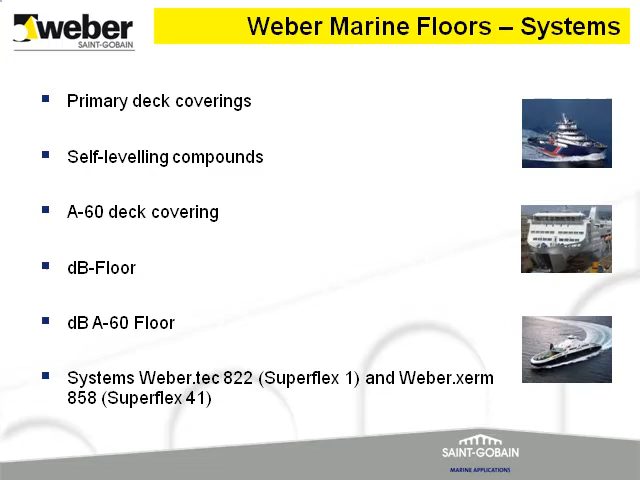 weber
SAINT-GOBAIN
Weber Marine Floors – Systems
Primary deck coverings
Self-levelling compounds
A-60 deck covering
dB-Floor
dB A-60 Floor
Systems Weber.tec 822 (Superflex 1) and Weber.xerm
858 (Superflex 41)
SAINT-GOBAIN
MARINE APPLICATIONS